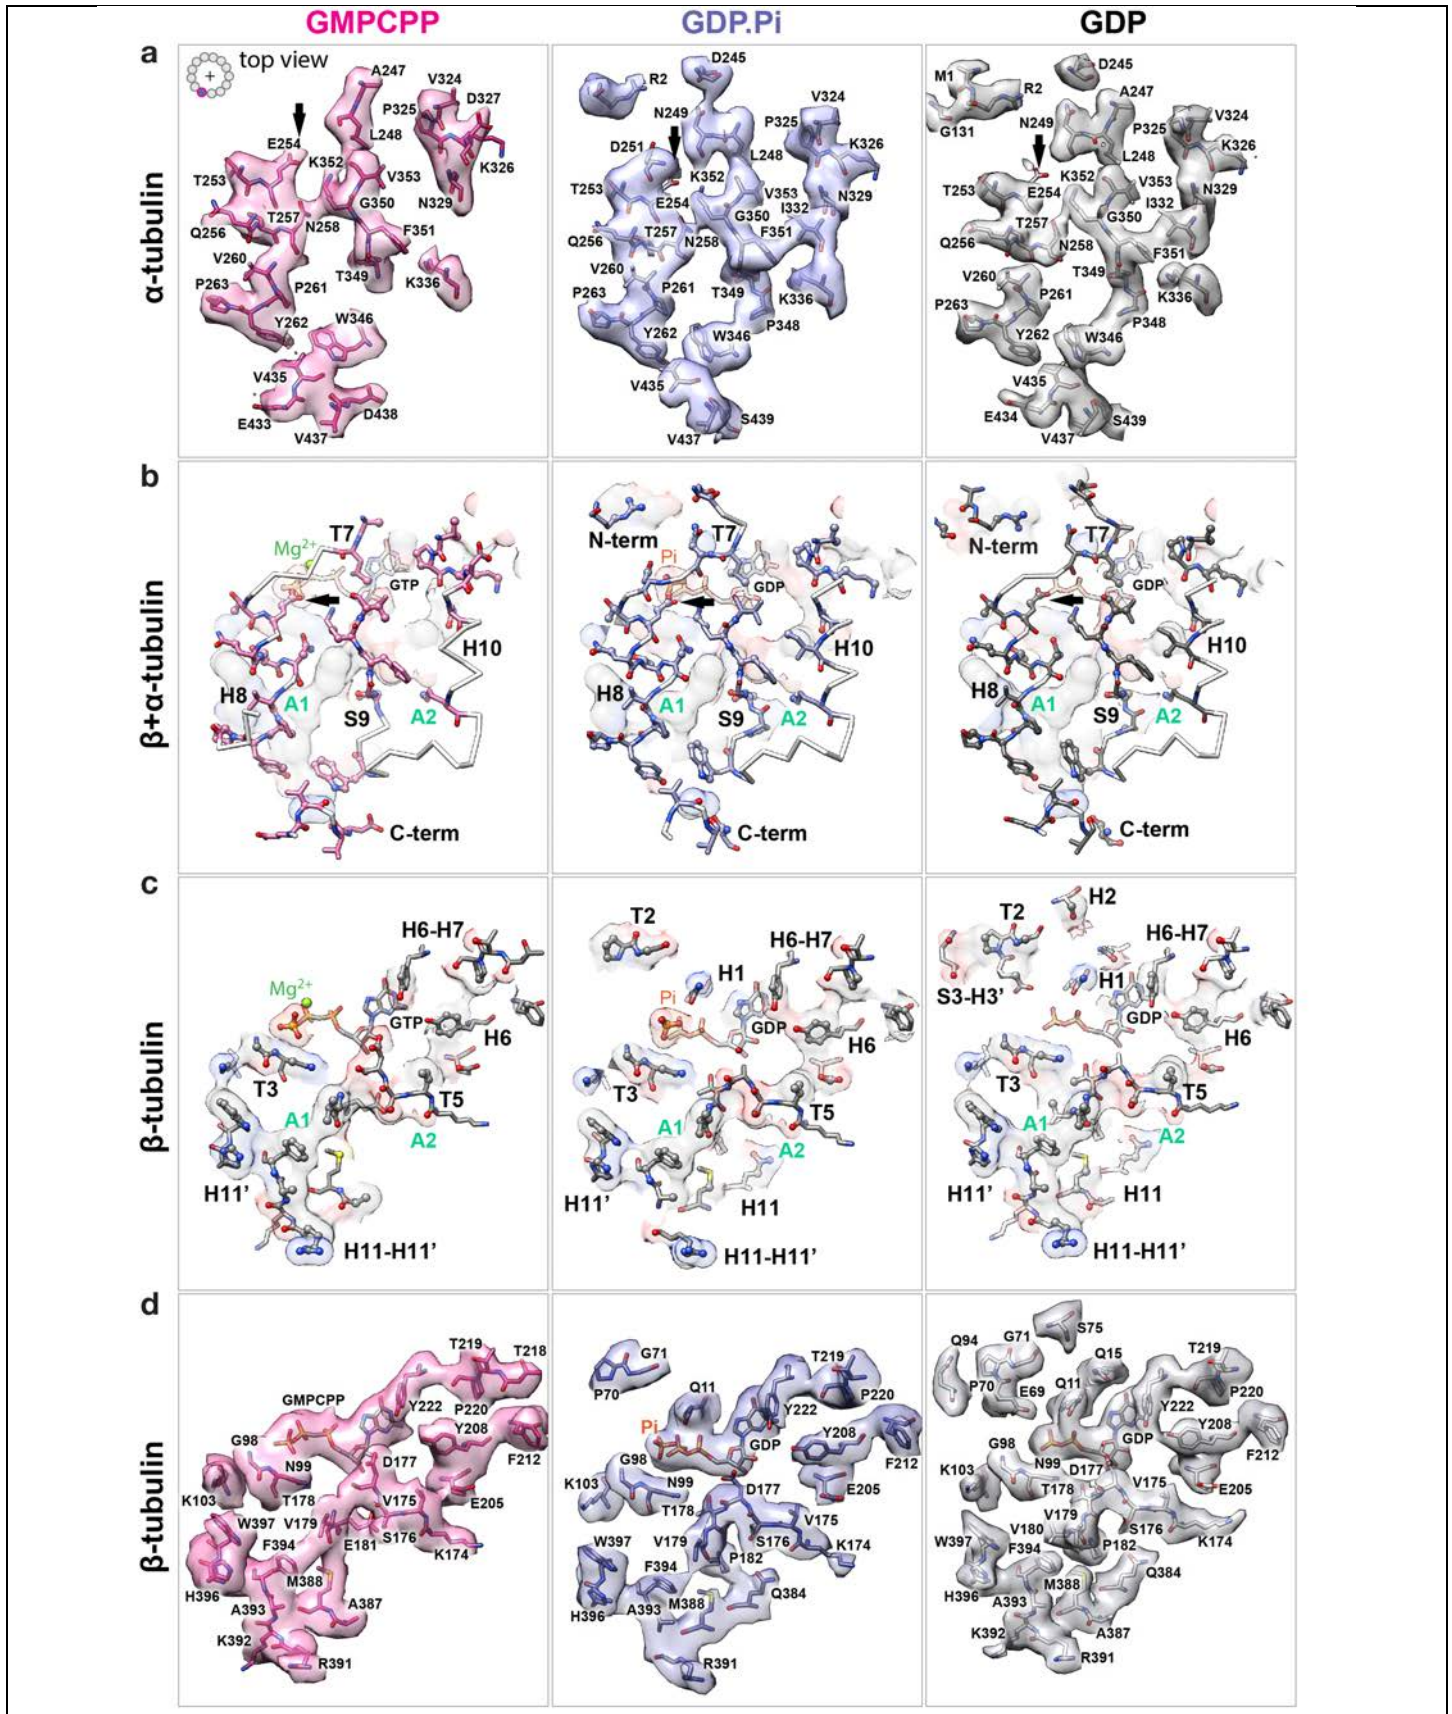 GMPCPP
GDP.Pi
GDP
a
α-tubulin
top view
A247
V324
P325
D327
E254
L248
K352
K326
T253
V353
N329
T257
G350
Q256
N258
F351
V260
T349
K336
P263
P261
Y262
W346
V435
D438
E433
V437
D245
R2
V324
N249
P325
D251
K326
L248
K352
T253
V353
N329
E254
I332
G350
Q256
T257
N258
F351
V260
P263
P261
T349
K336
P348
Y262
W346
V435
S439
V437
D245
M1
R2
A247
V324
N249
P325
G131
K326
L248
K352
T253
V353
N329
E254
I332
T257
G350
Q256
N258
F351
V260
T349
K336
P263
P261
P348
Y262
W346
V435
E434
S439
V437
b
β+α-tubulin
T7
Mg2+
GTP
H10
H8
A1
S9
A2
C-term
N-term
T7
Pi
GDP
H10
H8
A1
S9
A2
C-term
N-term
T7
GDP
H10
H8
A1
S9
A2
C-term
c
β-tubulin
H6-H7
Mg2+
GTP
H6
T3
T5
A1
A2
H11'
H11-H11'
T2
H6-H7
H1
Pi
GDP
H6
T3
T5
A1
A2
H11'
H11
H11-H11'
H2
T2
H6-H7
S3-H3'
H1
GDP
H6
T3
T5
A1
A2
H11'
H11
H11-H11'
d
β-tubulin
T219
T218
GMPCPP
P220
Y222
G98
Y208
D177
F212
N99
K103
T178
V175
E205
W397
V179
S176
F394
E181
K174
M388
H396
A393
A387
K392
R391
G71
T219
P70
Q11
P220
Y222
Pi
GDP
Y208
G98
F212
N99
D177
K103
E205
T178
V175
W397
V179
S176
K174
F394
P182
M388
Q384
H396
A393
R391
S75
Q94
G71
Q15
T219
P70
E69
Q11
P220
Y222
GDP
Y208
G98
F212
N99
D177
K103
T178
V175
E205
V179
W397
V180
S176
K174
F394
P182
M388
Q384
H396
A393
K392
A387
R391